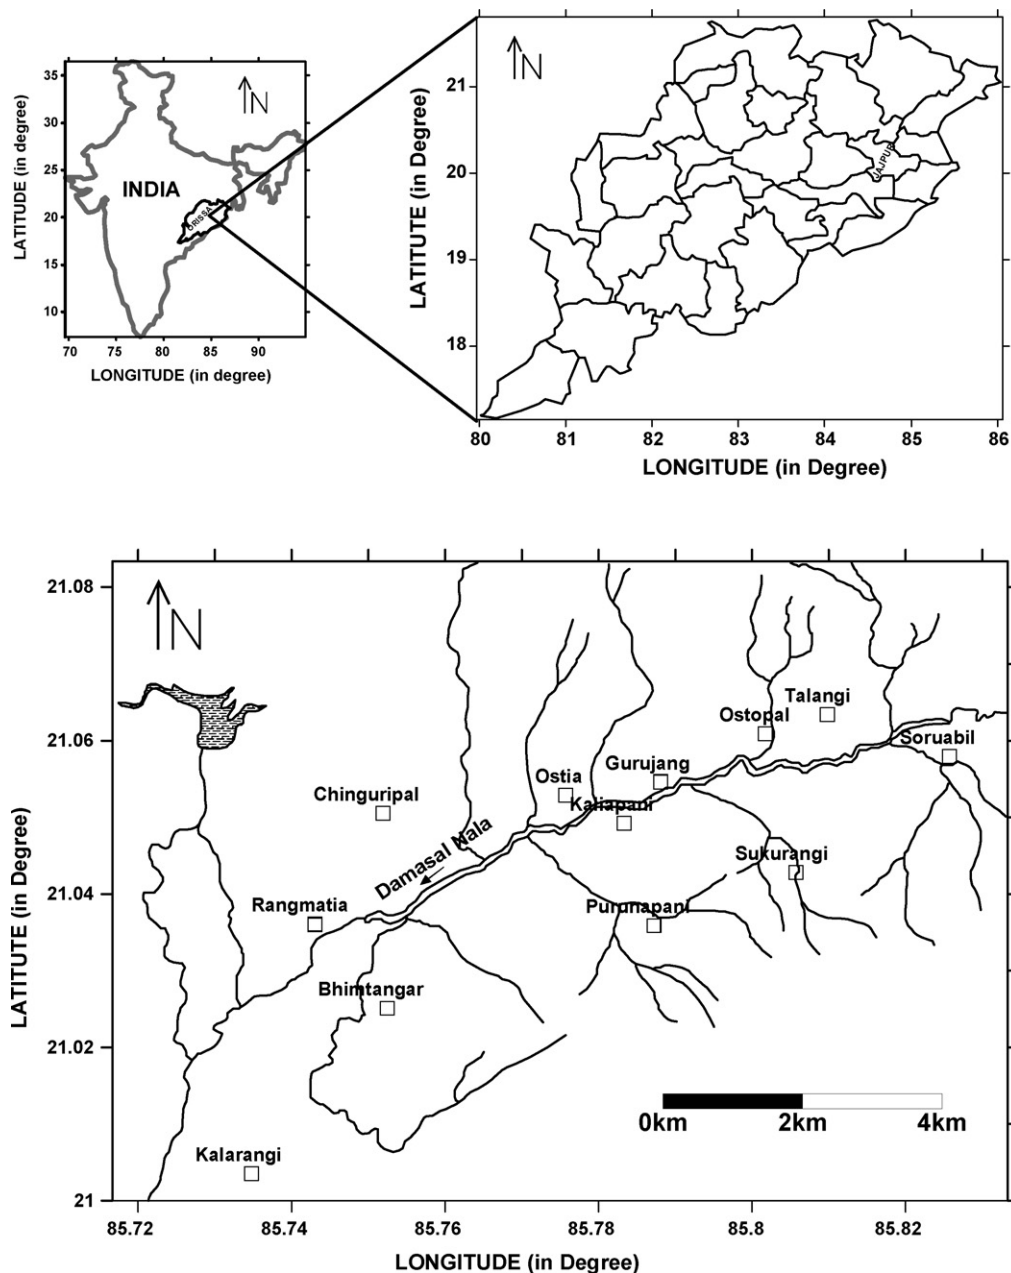 N
35
30
25
20
15
10
LATITUDE (in degree)
INDIA
ORISSA
70 75 80 85 90
LONGITUDE (in degree)
N
21
20
19
18
LATITUTE (in Degree)
JAJPUR
80 81 82 83 84 85 86
LONGITUDE (in Degree)
N
21.08
21.06
21.04
21.02
21
LATITUTE (in Degree)
Talangi
Ostopal
Soruabil
Gurujang
Ostia
Chinguripal
Kaliapani
Damasal Nala
Sukurangi
Rangmatia
Purunapani
Bhimtangar
0km 2km 4km
Kalarangi
85.72 85.74 85.76 85.78 85.8 85.82
LONGITUDE (in Degree)